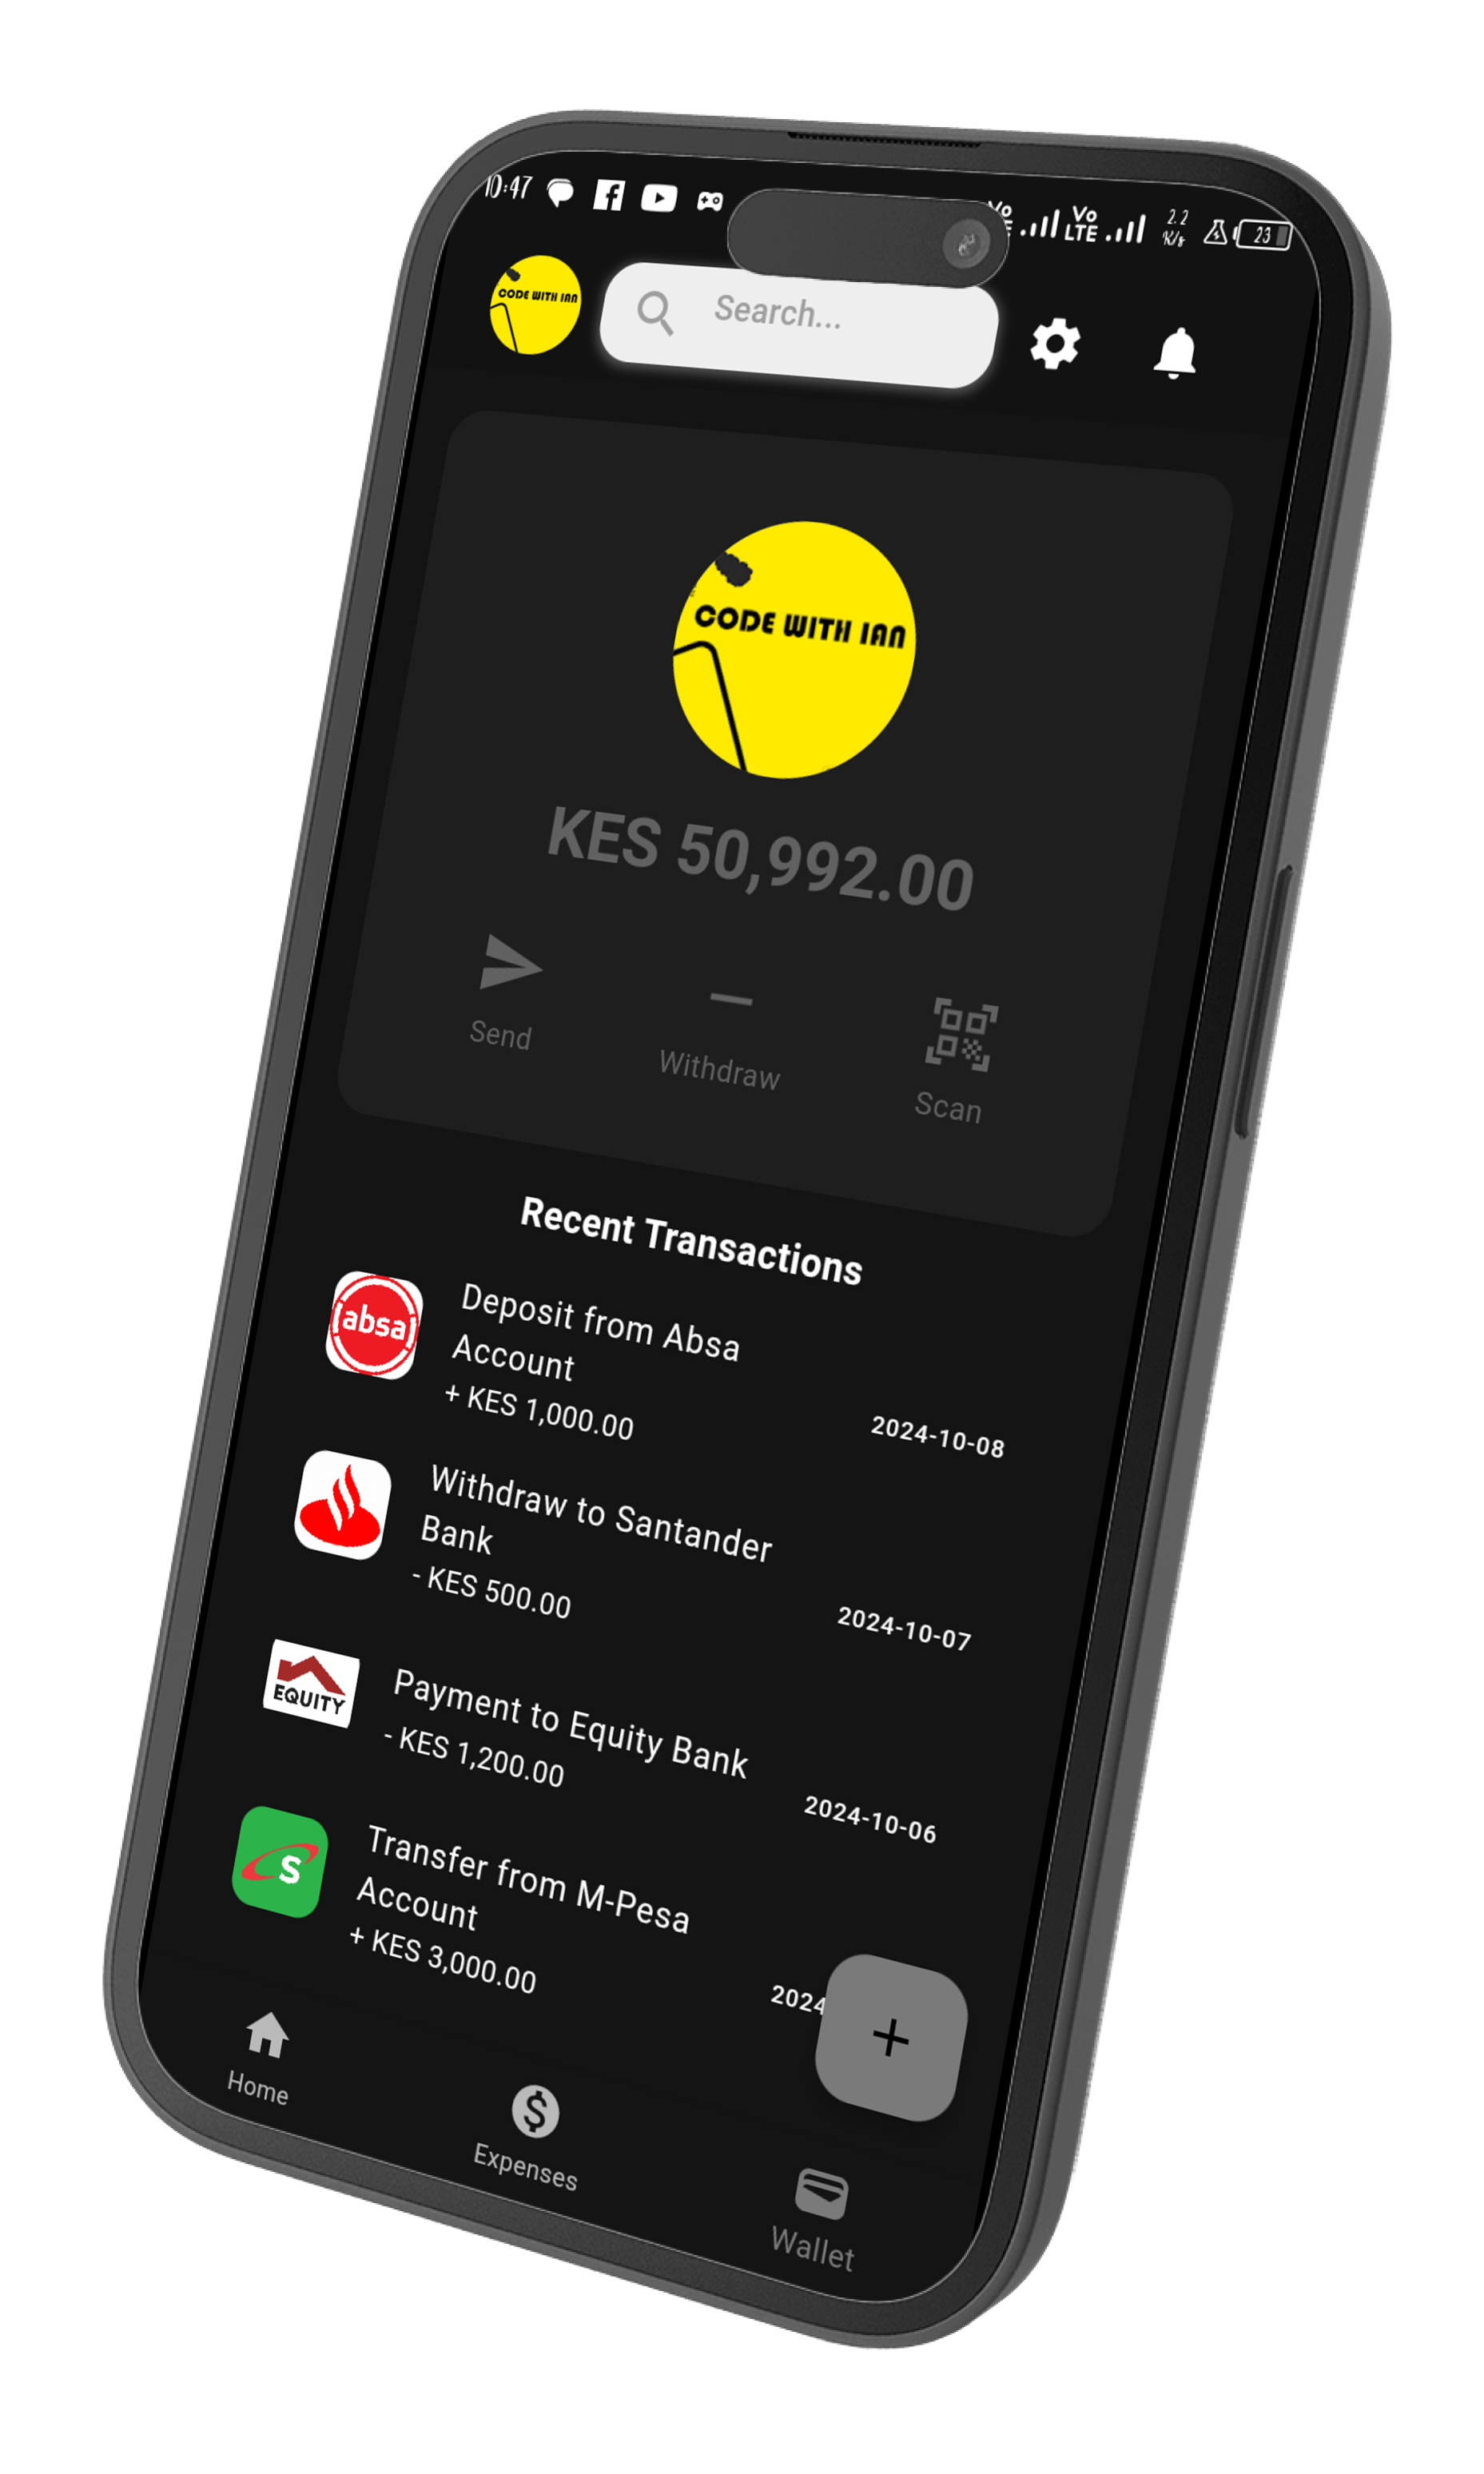 10:47
Vo
LTE
2.2
K/s
23
CODE WITH IAN
Search...
CODE WITH IAN
KES 50,992.00
Send
Withdraw
Scan
Recent Transactions
absa
Deposit from Absa
Account
+ KES 1,000.00
2024-10-08
Withdraw to Santander
Bank
- KES 500.00
2024-10-07
EQUITY
Payment to Equity Bank
- KES 1,200.00
2024-10-06
S
Transfer from M-Pesa
Account
+ KES 3,000.00
2024
+
Home
Expenses
Wallet